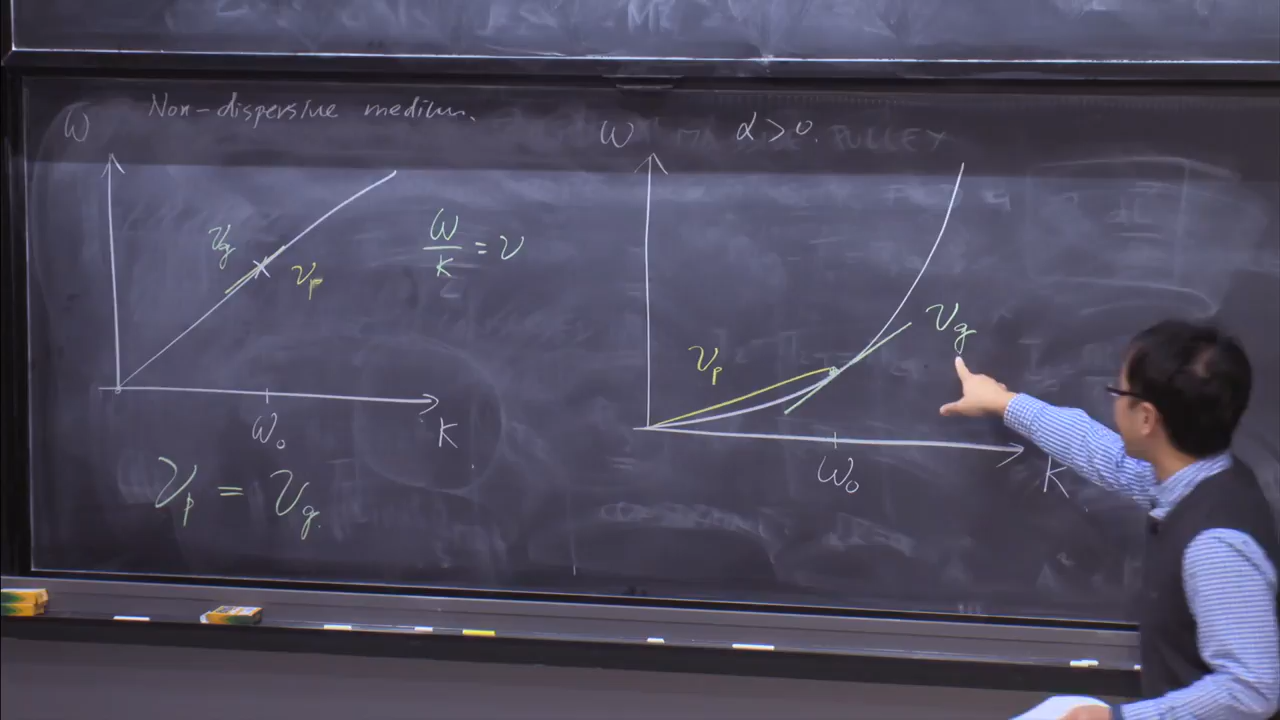 Non-dispersive medium.
ω
v_g
v_p
ω/k = v
ω₀
k
v_p = v_g.
ω
α > 0.
PULLEY
v_p
v_g
ω₀
k